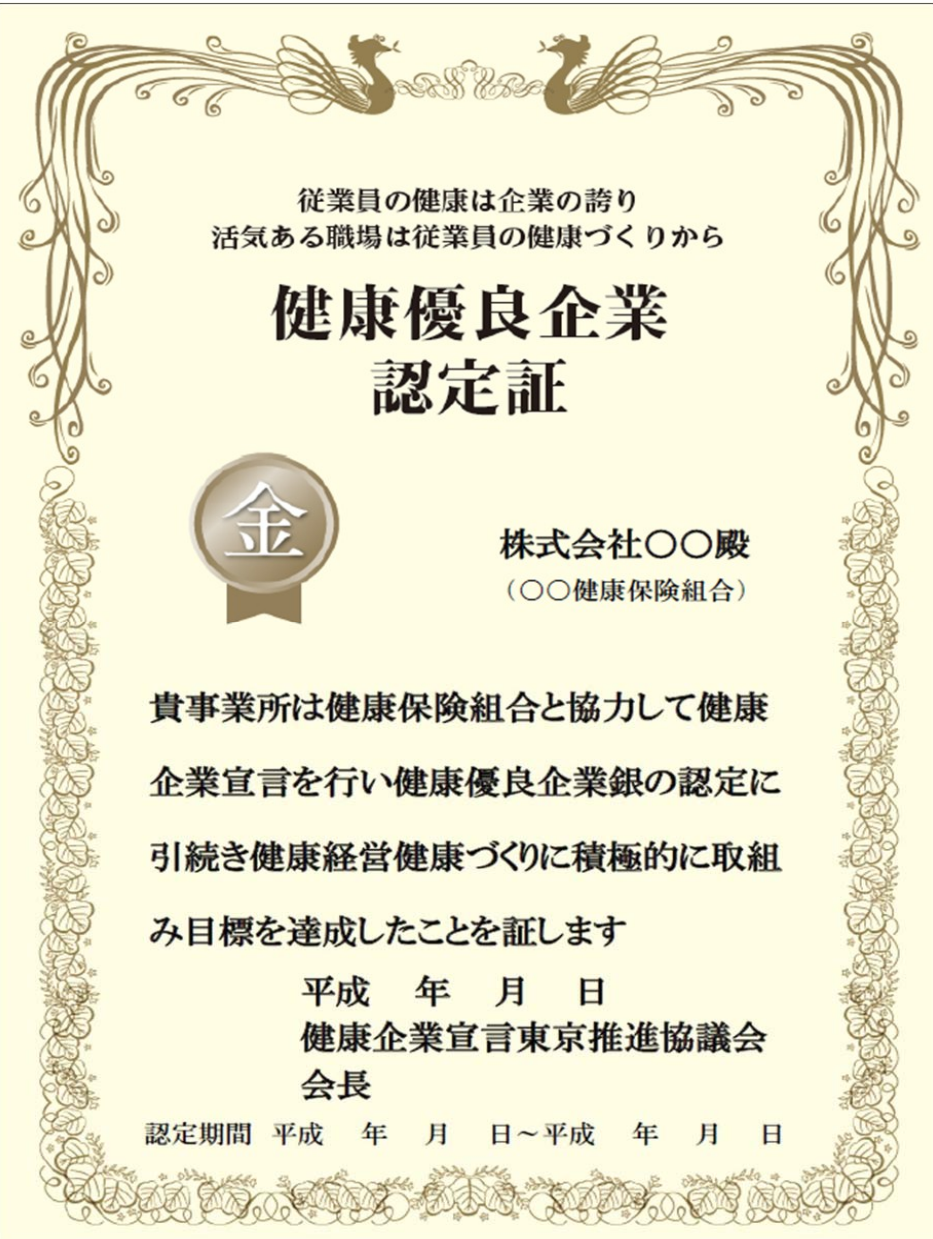 従業員の健康は企業の誇り
活気ある職場は従業員の健康づくりから
健康優良企業
認定証
金
株式会社〇〇殿
（〇〇健康保険組合）
貴事業所は健康保険組合と協力して健康
企業宣言を行い健康優良企業銀の認定に
引続き健康経営健康づくりに積極的に取組
み目標を達成したことを証します
平成　年　月　日
健康企業宣言東京推進協議会
会長
認定期間　平成　年　月　日～平成　年　月　日